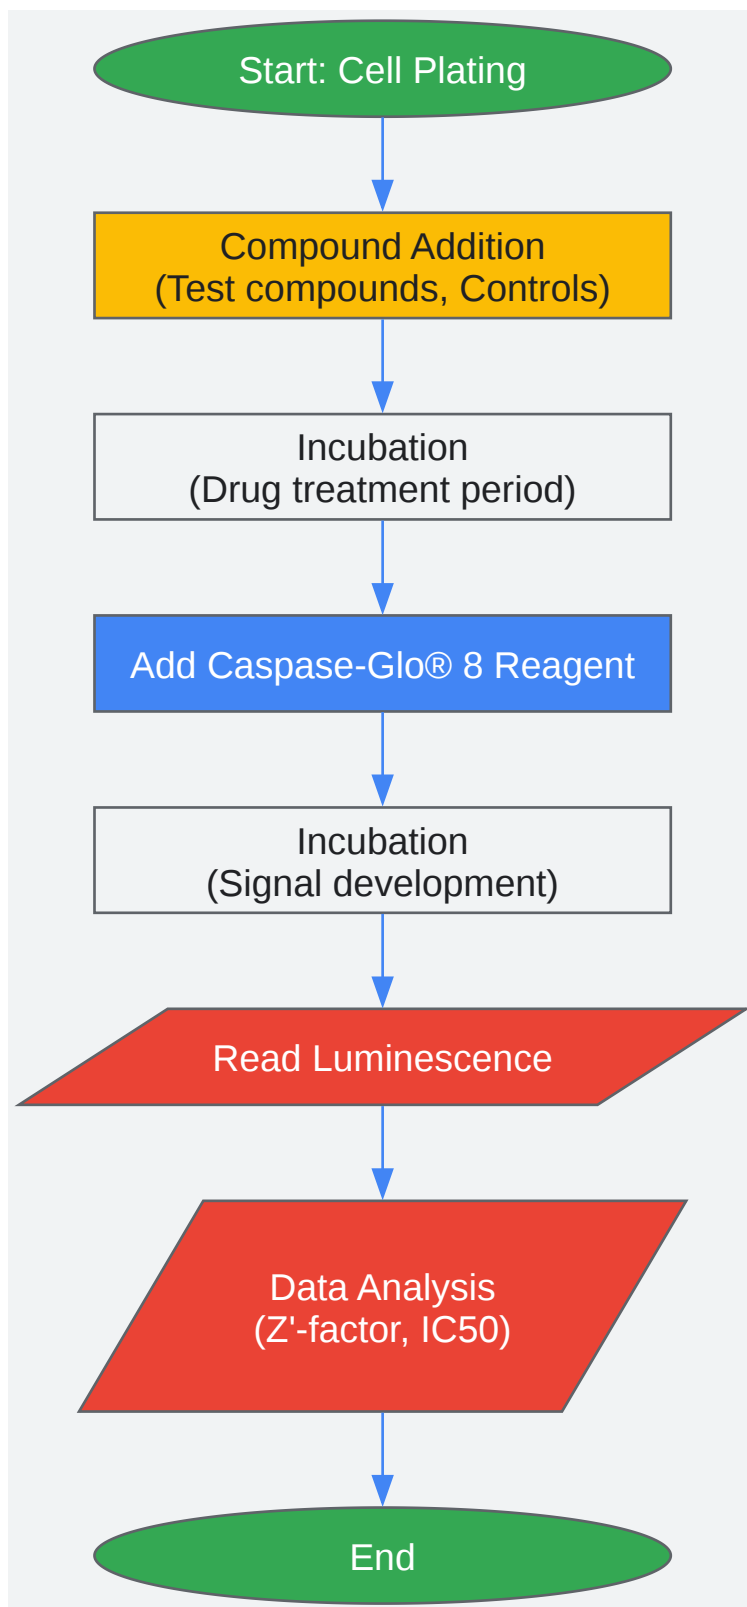 Start: Cell Plating
Compound Addition
(Test compounds, Controls)
Incubation
(Drug treatment period)
Add Caspase-Glo® 8 Reagent
Incubation
(Signal development)
Read Luminescence
Data Analysis
(Z'-factor, IC50)
End